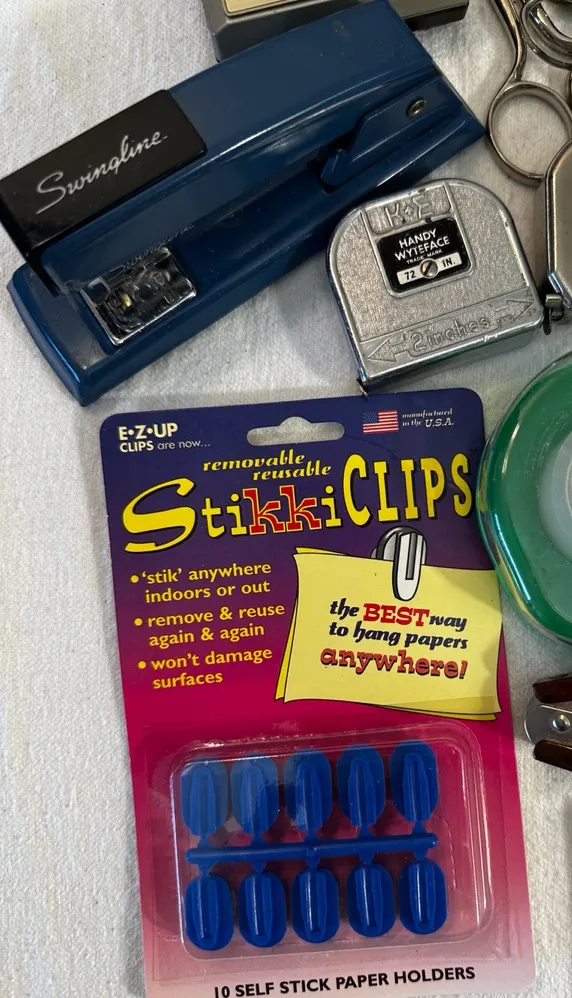 Swingline
Swingline
K+E
HANDY
WYTEFACE
TRADE MARK
72 IN.
2 inches
E•Z•UP
CLIPS are now...
manufactured
in the U.S.A.
removable
reusable
StikkiCLIPS
• 'stik' anywhere
indoors or out
• remove & reuse
again & again
• won't damage
surfaces
the BEST way
to hang papers
anywhere!
10 SELF STICK PAPER HOLDERS